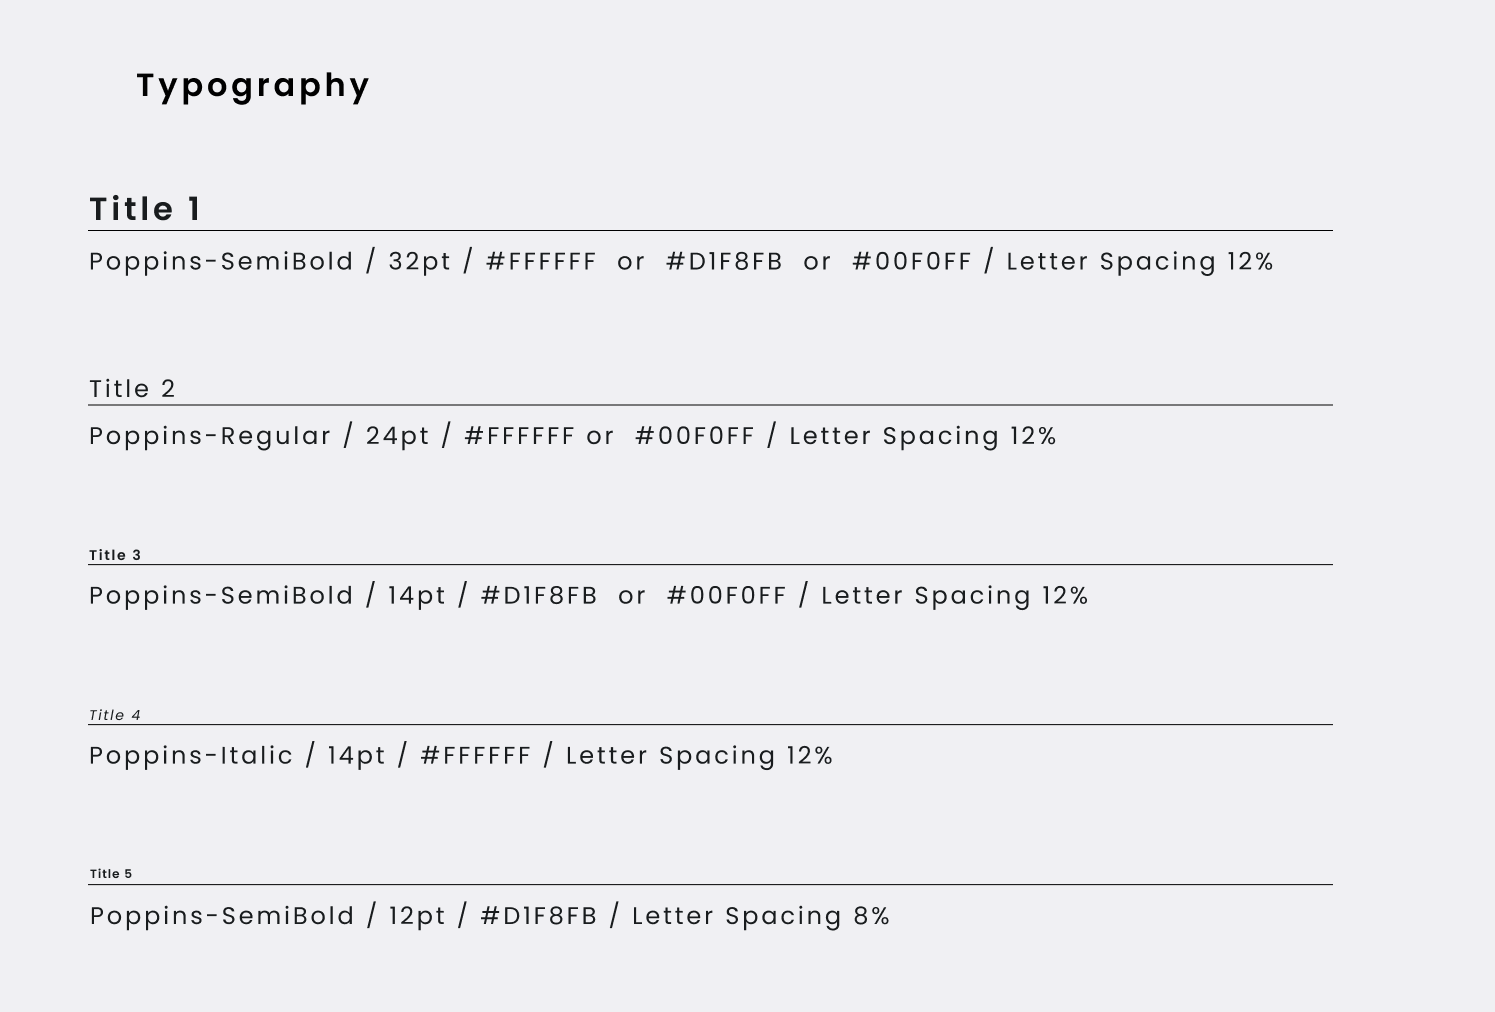 Typography
Title 1
Poppins-SemiBold / 32pt / #FFFFFF or #D1F8FB or #00F0FF / Letter Spacing 12%
Title 2
Poppins-Regular / 24pt / #FFFFFF or #00F0FF / Letter Spacing 12%
Title 3
Poppins-SemiBold / 14pt / #D1F8FB or #00F0FF / Letter Spacing 12%
Title 4
Poppins-Italic / 14pt / #FFFFFF / Letter Spacing 12%
Title 5
Poppins-SemiBold / 12pt / #D1F8FB / Letter Spacing 8%